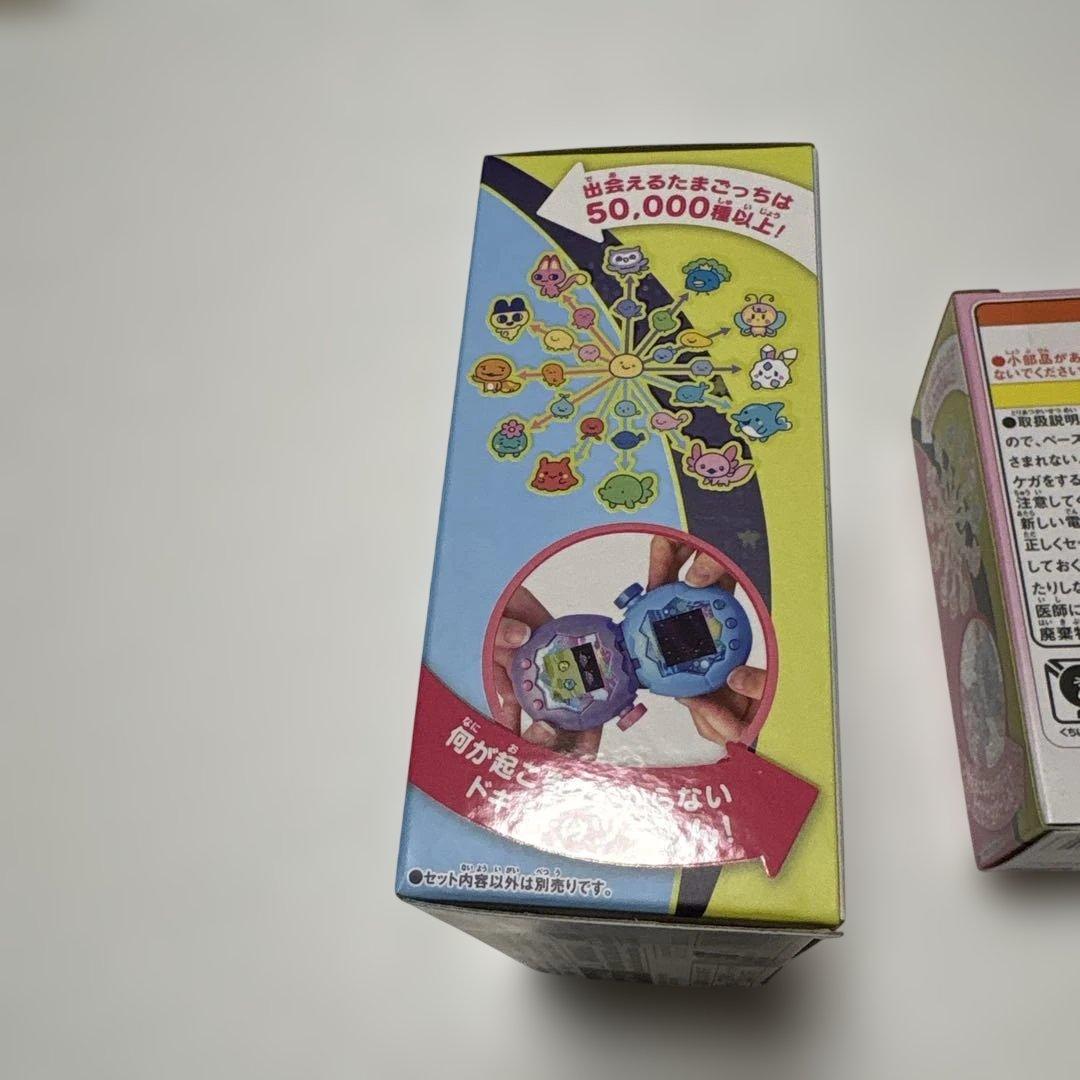 出会えるたまごっちは
50,000種以上!
何が起こ
らない
ドキ
!
●セット内容以外は別売りです。
●小部品があ
ないでください
●取扱説明
ので、ペース
さまれない
ケガをする
注意して
新しい電
正しくセ
しておく
たりしな
医師に
廃棄